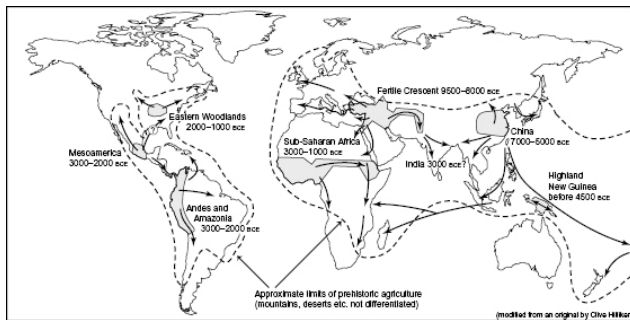 Fertile Crescent 9500–6000 BCE
Eastern Woodlands
2000–1000 BCE
Mesoamerica
3000–2000 BCE
Sub-Saharan Africa
3000–1000 BCE
India 3000 BCE?
China
7000–5000 BCE
Highland
New Guinea
before 4500 BCE
Andes and
Amazonia
3000–2000 BCE
Approximate limits of prehistoric agriculture
(mountains, deserts etc. not differentiated)
(modified from an original by Clive Hilliker)